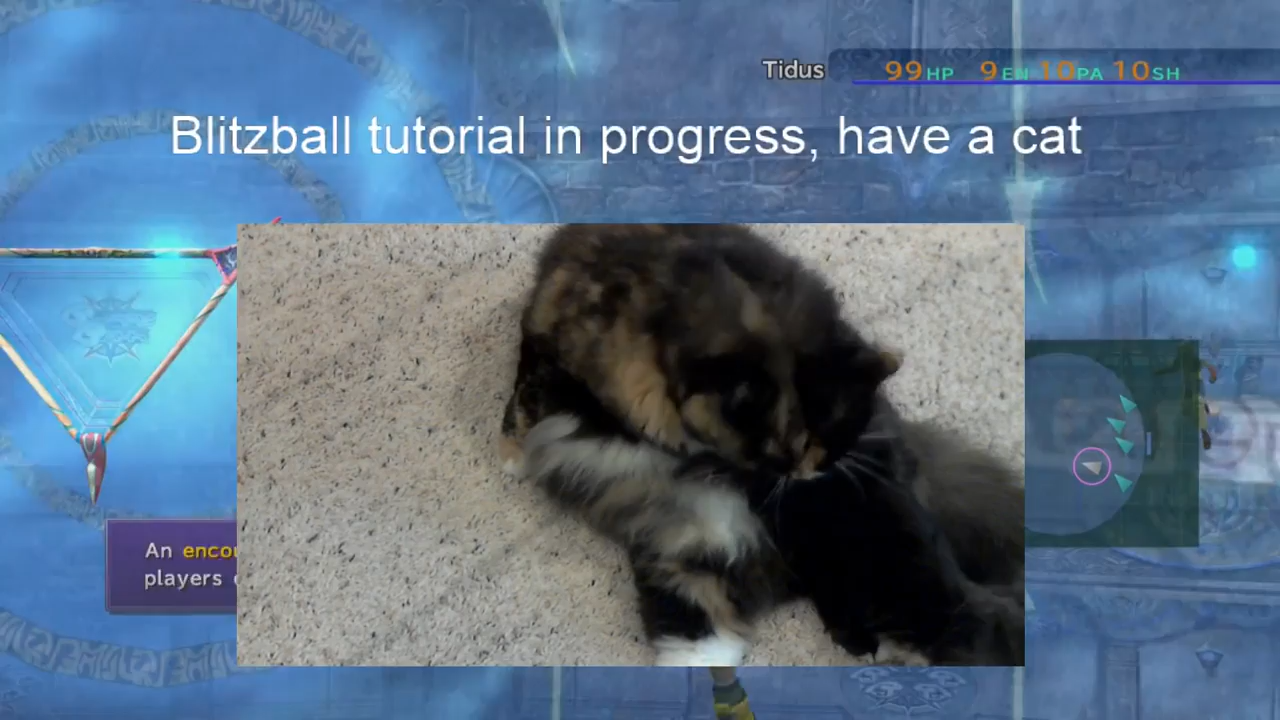 Tidus 99HP 9EN 10PA 10SH
Blitzball tutorial in progress, have a cat
An
players